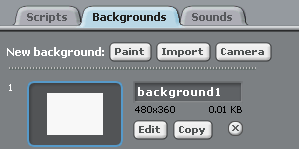 Scripts Backgrounds Sounds
New background: Paint Import Camera
1 background1
480x360 0.01 KB
Edit Copy